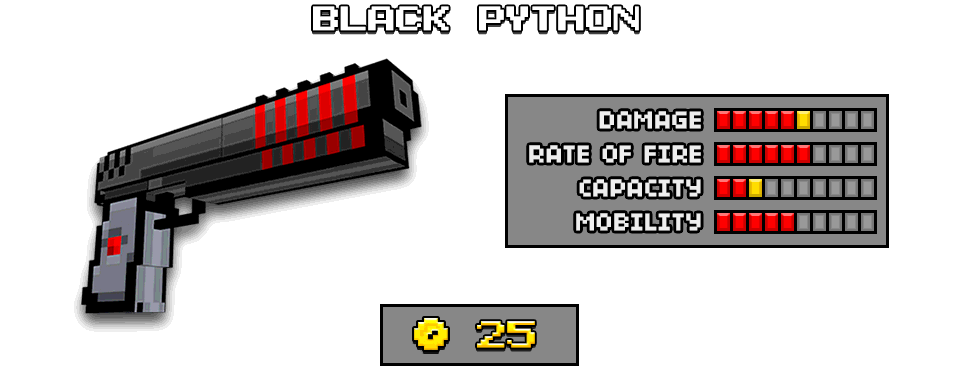 BLACK PYTHON
DAMAGE
RATE OF FIRE
CAPACITY
MOBILITY
25